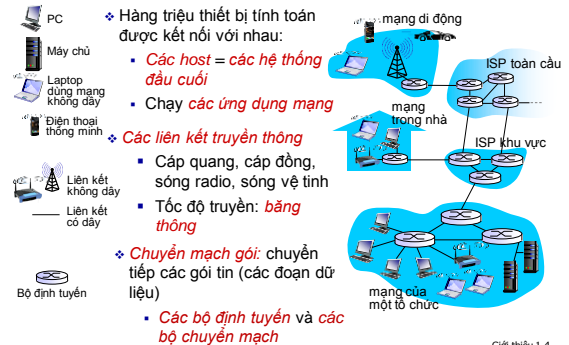 PC
Máy chủ
Laptop
dùng mạng
không dây
Điện thoại
thông minh
Liên kết
không dây
Liên kết
có dây
Bộ định tuyến
Hàng triệu thiết bị tính toán
được kết nối với nhau:
Các host = các hệ thống
đầu cuối
Chạy các ứng dụng mạng
Các liên kết truyền thông
Cáp quang, cáp đồng,
sóng radio, sóng vệ tinh
Tốc độ truyền: băng
thông
Chuyển mạch gói: chuyển
tiếp các gói tin (các đoạn dữ
liệu)
Các bộ định tuyến và các
bộ chuyển mạch
mạng di động
ISP toàn cầu
mạng
trong nhà
ISP khu vực
mạng của
một tổ chức
Giới thiệu 1-4